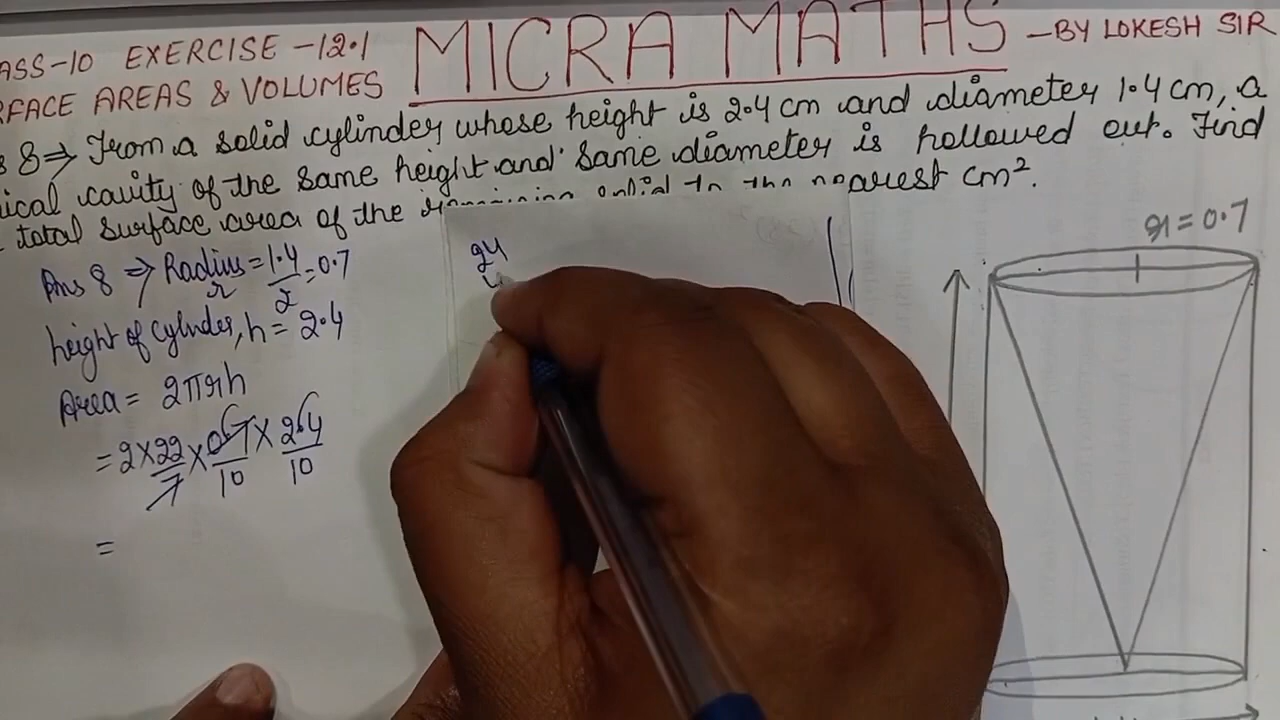 ASS-10 EXERCISE -12.1 MICRA MATHS -BY LOKESH SIR
RFACE AREAS & VOLUMES
s 8⇒ From a solid cylinder whose height is 2.4 cm and diameter 1.4 cm, a
ical cavity of the same height and same diameter is hollowed out. Find
total surface area of the remaining solid to the nearest cm².
Ans 8 ⇒ Radius = 1.4/2 = 0.7
r
height of cylinder, h = 2.4
Area = 2πrh
= 2 × 22/7 × 0.7/10 × 2.4/10
=
24
r = 0.7